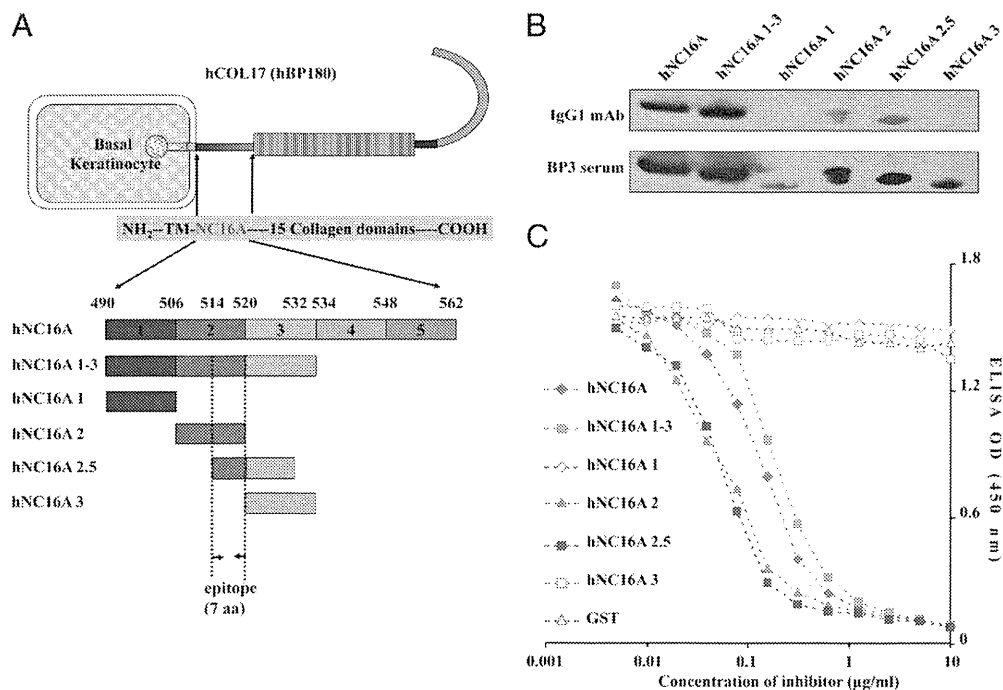 A
hCOL17 (hBP180)
Basal
Keratinocyte
NH2--TM-NC16A----15 Collagen domains----COOH
490 506 514 520 532 534 548 562
hNC16A 1 2 3 4 5
hNC16A 1-3
hNC16A 1
hNC16A 2
hNC16A 2.5
hNC16A 3
epitope
(7 aa)
B
hNC16A hNC16A 1-3 hNC16A 1 hNC16A 2 hNC16A 2.5 hNC16A 3
IgG1 mAb
BP3 serum
C
hNC16A
hNC16A 1-3
hNC16A 1
hNC16A 2
hNC16A 2.5
hNC16A 3
GST
1.8
1.2
0.6
0
ELISA OD (450 nm)
0.001 0.01 0.1 1 10
Concentration of inhibitor (µg/ml)